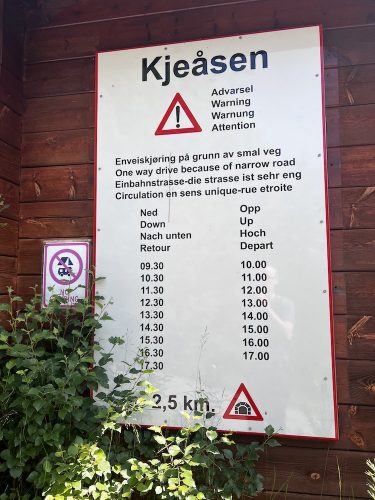 Kjeåsen
Advarsel
Warning
Warnung
Attention
Enveiskjøring på grunn av smal veg
One way drive because of narrow road
Einbahnstrasse-die strasse ist sehr eng
Circulation en sens unique-rue etroite
Ned Opp
Down Up
Nach unten Hoch
Retour Depart
09.30 10.00
10.30 11.00
11.30 12.00
12.30 13.00
13.30 14.00
14.30 15.00
15.30 16.00
16.30 17.00
17.30
2,5 km.
NO